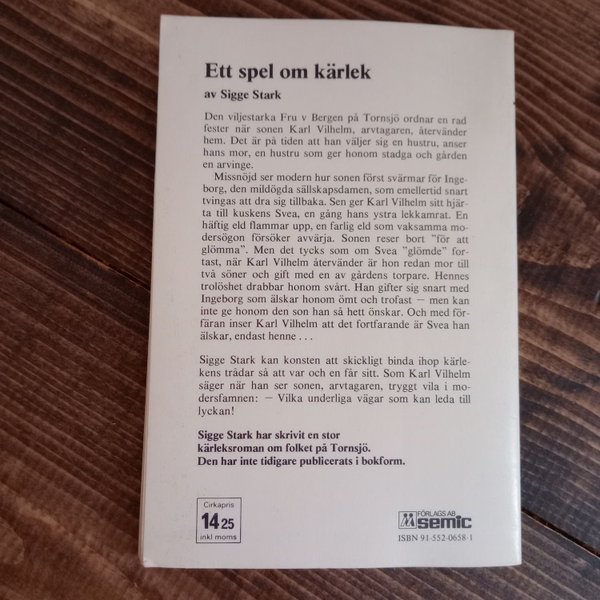 Ett spel om kärlek
av Sigge Stark
Den viljestarka Fru v Bergen på Tornsjö ordnar en rad
fester när sonen Karl Vilhelm, arvtagaren, återvänder
hem. Det är på tiden att han väljer sig en hustru, anser
hans mor, en hustru som ger honom stadga och gården
en arvinge.
Missnöjd ser modern hur sonen först svärmar för Inge-
borg, den mildögda sällskapsdamen, som emellertid snart
tvingas att dra sig tillbaka. Sen ger Karl Vilhelm sitt hjär-
ta till kuskens Svea, en gång hans ystra lekkamrat. En
häftig eld flammar upp, en farlig eld som vaksamma mo-
dersögon försöker avvärja. Sonen reser bort "för att
glömma". Men det tycks som om Svea "glömde" for-
tast, när Karl Vilhelm återvänder är hon redan mor till
två söner och gift med en av gårdens torpare. Hennes
trolöshet drabbar honom svårt. Han gifter sig snart med
Ingeborg som älskar honom ömt och trofast — men kan
inte ge honom den son han så hett önskar. Och med för-
färan inser Karl Vilhelm att det fortfarande är Svea han
älskar, endast henne . . .
Sigge Stark kan konsten att skickligt binda ihop kärle-
kens trådar så att var och en får sitt. Som Karl Vilhelm
säger när han ser sonen, arvtagaren, tryggt vila i mo-
dersfamnen: — Vilka underliga vägar som kan leda till
lyckan!
Sigge Stark har skrivit en stor
kärleksroman om folket på Tornsjö.
Den har inte tidigare publicerats i bokform.
Cirkapris
14 25
inkl moms
FÖRLAGS AB
semic
ISBN 91-552-0658-1